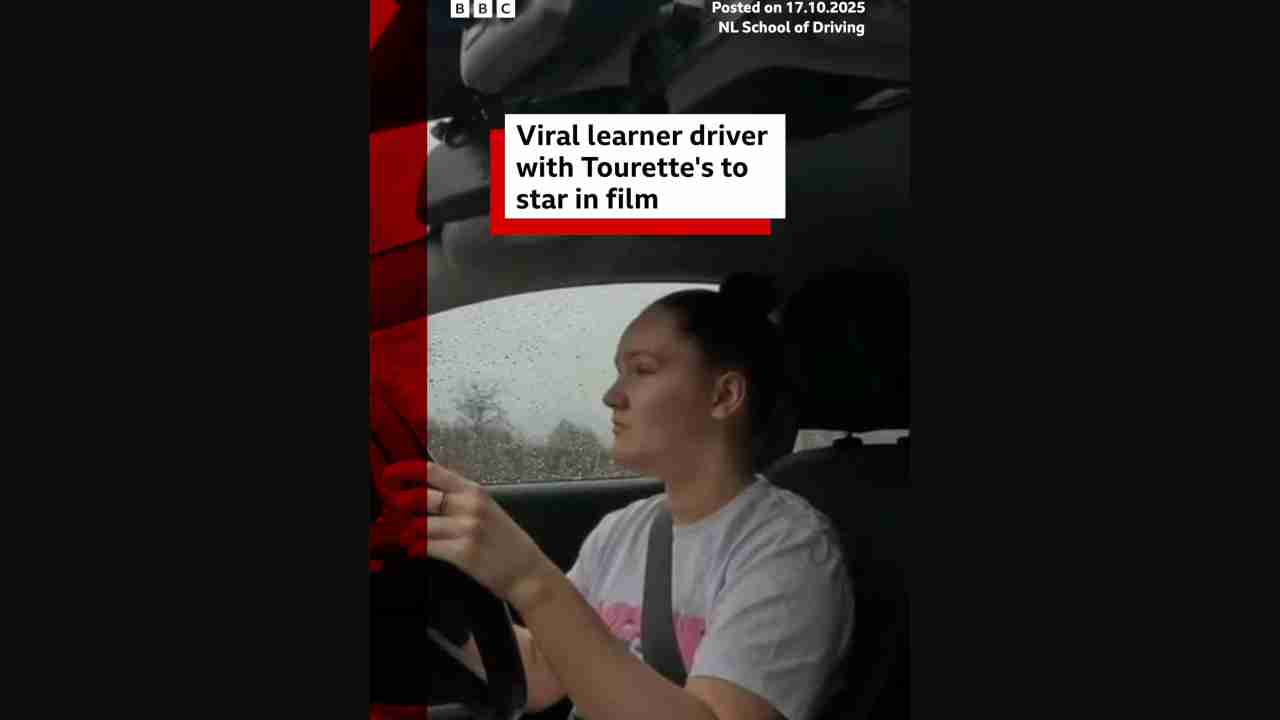 BBC
Posted on 17.10.2025
NL School of Driving
Viral learner driver
with Tourette's to
star in film